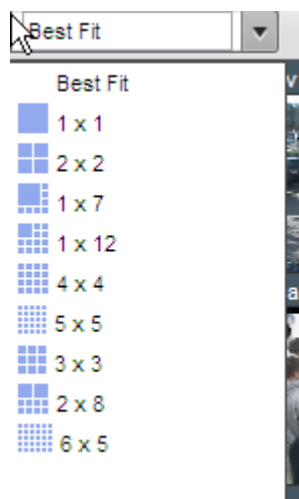 Best Fit
Best Fit
1 x 1
2 x 2
1 x 7
1 x 12
4 x 4
5 x 5
3 x 3
2 x 8
6 x 5
v
a